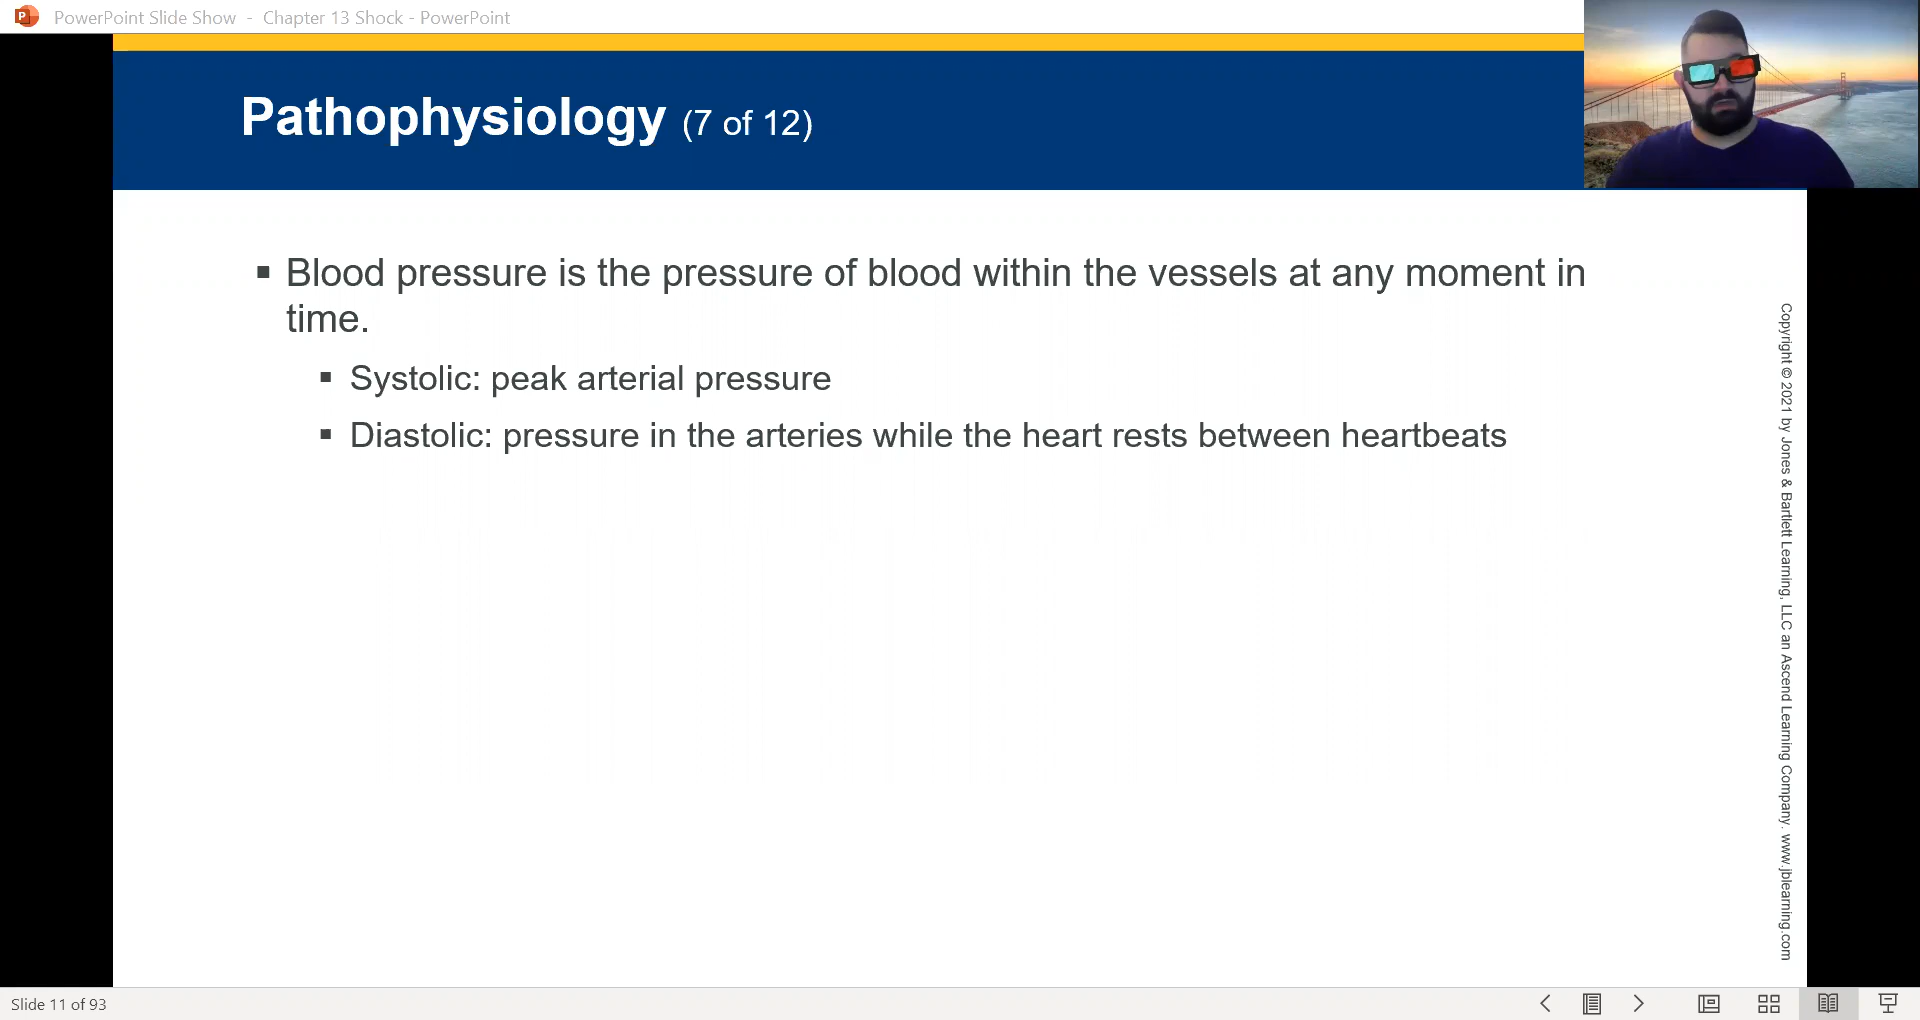 PowerPoint Slide Show - Chapter 13 Shock - PowerPoint
Pathophysiology (7 of 12)
▪ Blood pressure is the pressure of blood within the vessels at any moment in
time.
▪ Systolic: peak arterial pressure
▪ Diastolic: pressure in the arteries while the heart rests between heartbeats
Copyright © 2021 by Jones & Bartlett Learning, LLC an Ascend Learning Company. www.jblearning.com
Slide 11 of 93